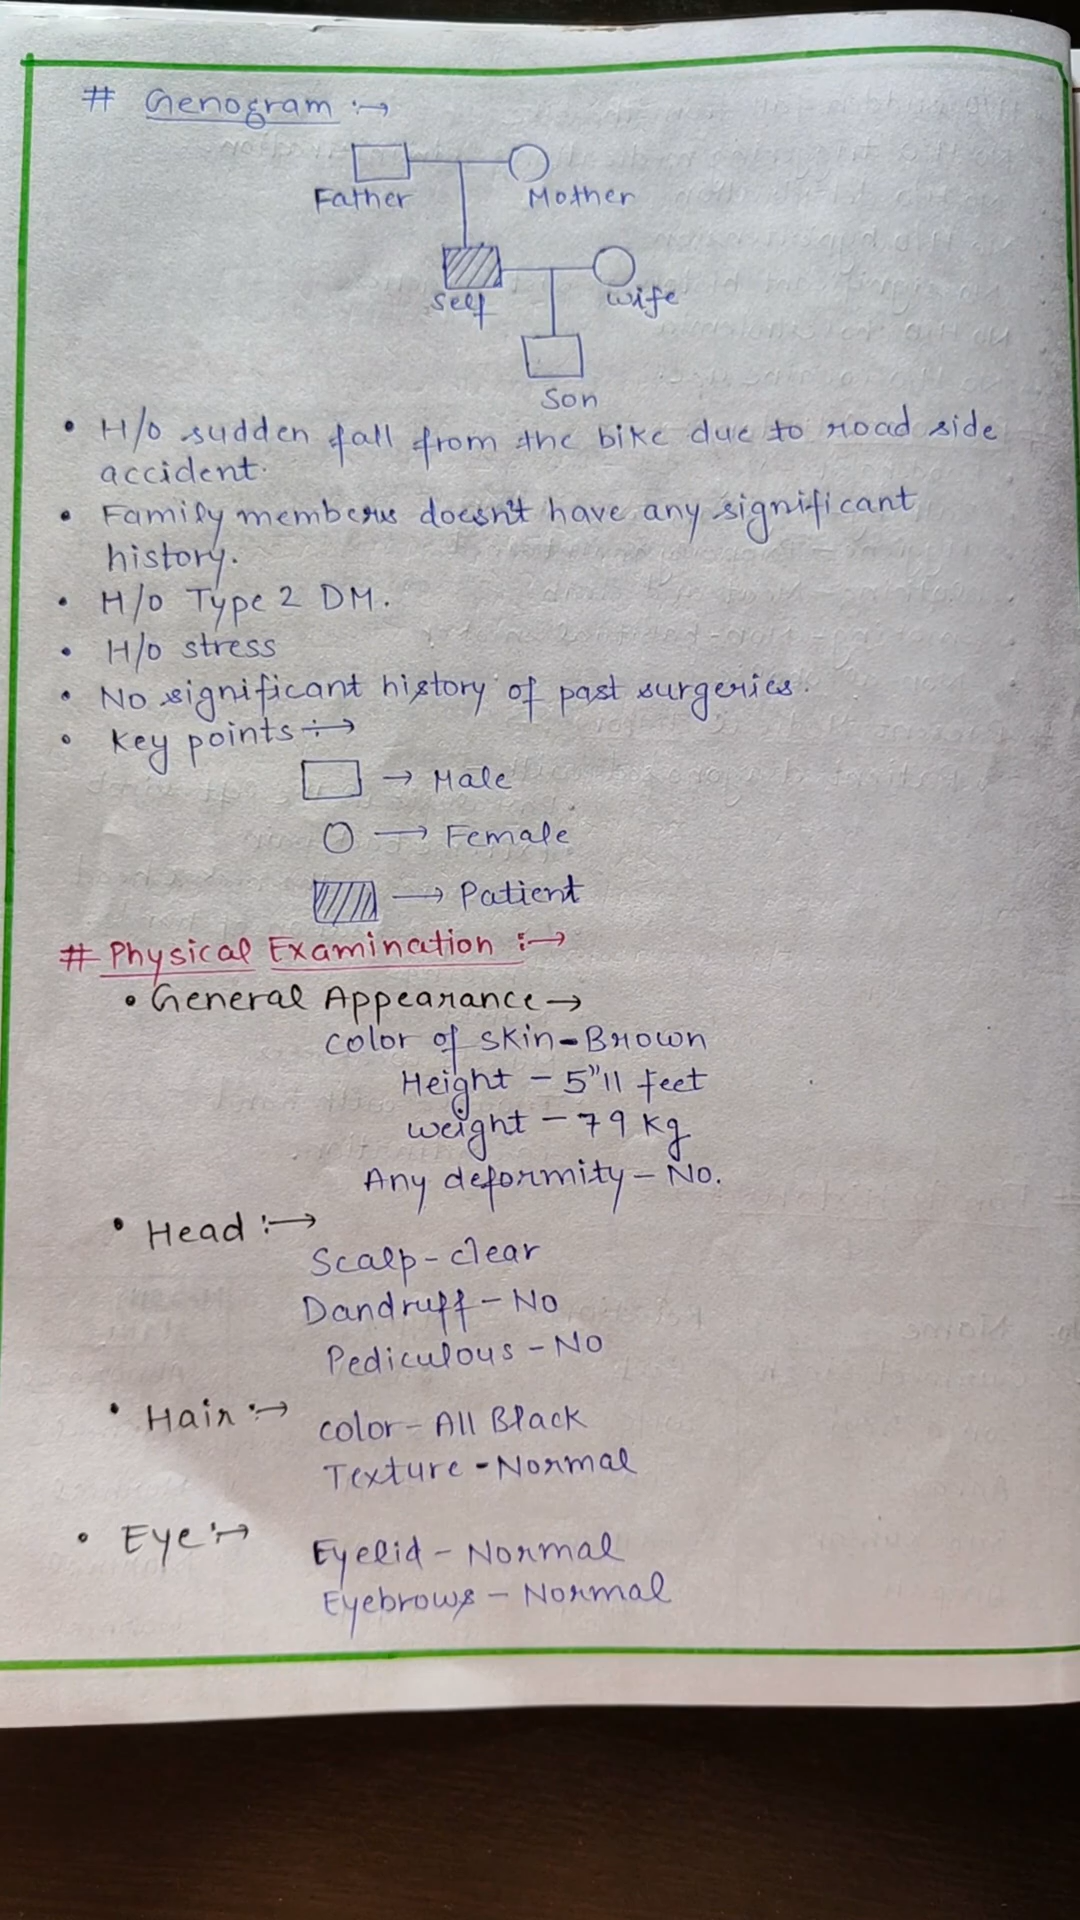 # Genogram :→
Father Mother
Self Wife
Son
• H/o sudden fall from the bike due to road side
accident.
• Family members doesn't have any significant
history.
• H/o Type 2 DM.
• H/o stress
• No significant history of past surgeries.
• Key points :→
→ Male
→ Female
→ Patient
# Physical Examination :→
• General Appearance →
color of skin - Brown
Height - 5"11 feet
weight - 79 kg
Any deformity - No.
• Head :→
Scalp - clear
Dandruff - No
Pediculous - No
• Hair :→ color - All Black
Texture - Normal
• Eye :→ Eyelid - Normal
Eyebrows - Normal